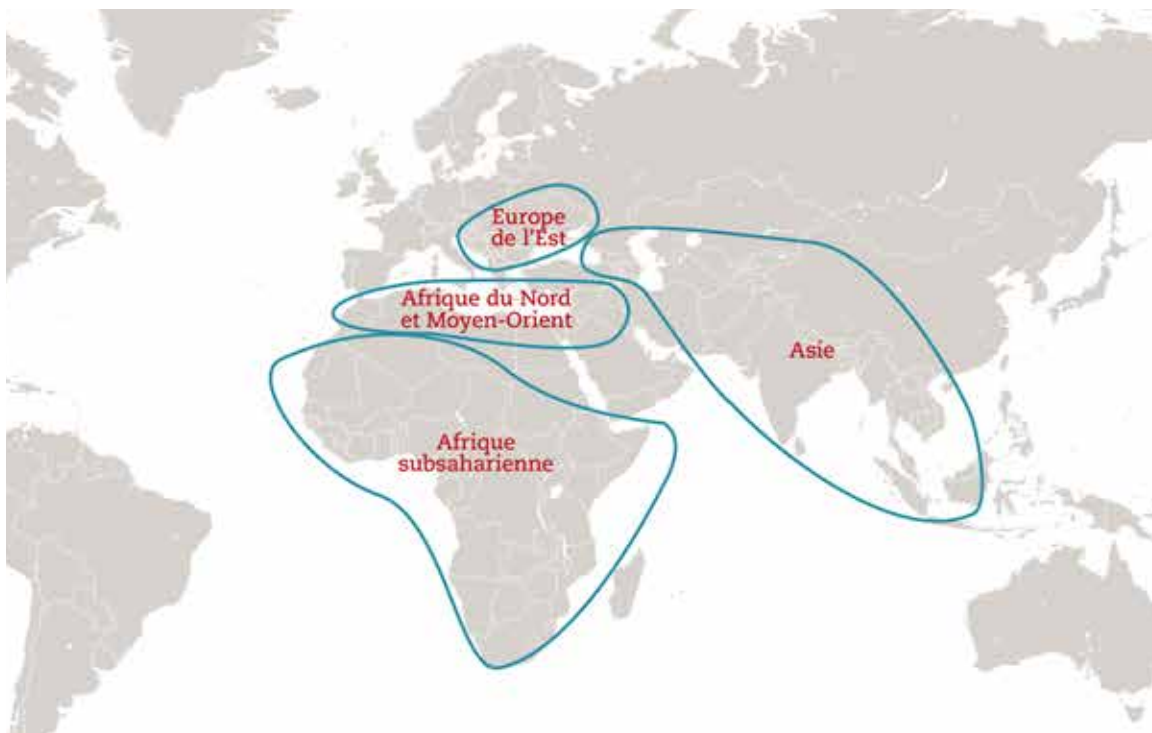 Europe
de l'Est
Afrique du Nord
et Moyen-Orient
Asie
Afrique
subsaharienne